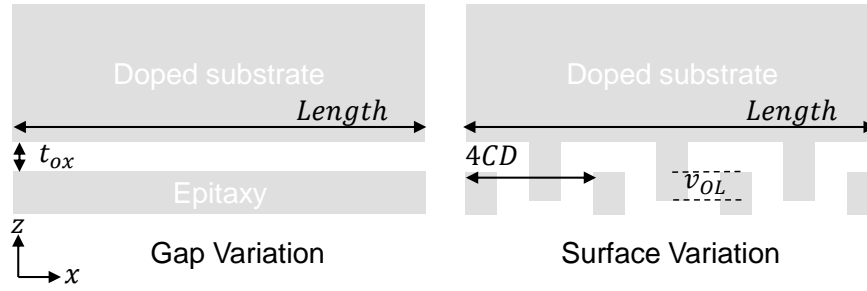 Doped substrate
Length
t_ox
Epitaxy
z
x
Gap Variation
Doped substrate
Length
4CD
v_OL
Surface Variation